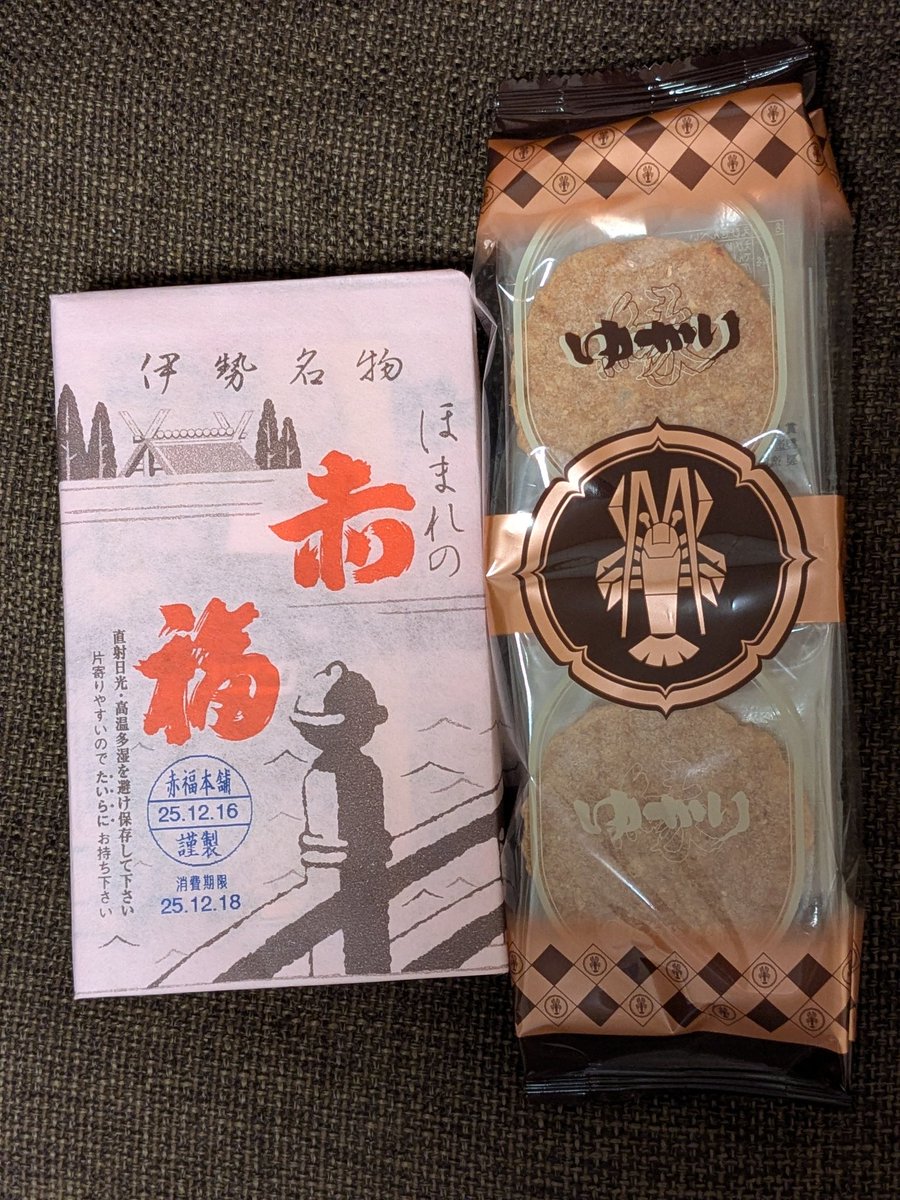 伊勢名物
ほまれの
赤
福
直射日光・高温多湿を避け保存して下さい
片寄りやすいので たいらに お持ち下さい
赤福本舗
25.12.16
謹製
消費期限
25.12.18
縁
ゆかり
ゆかり